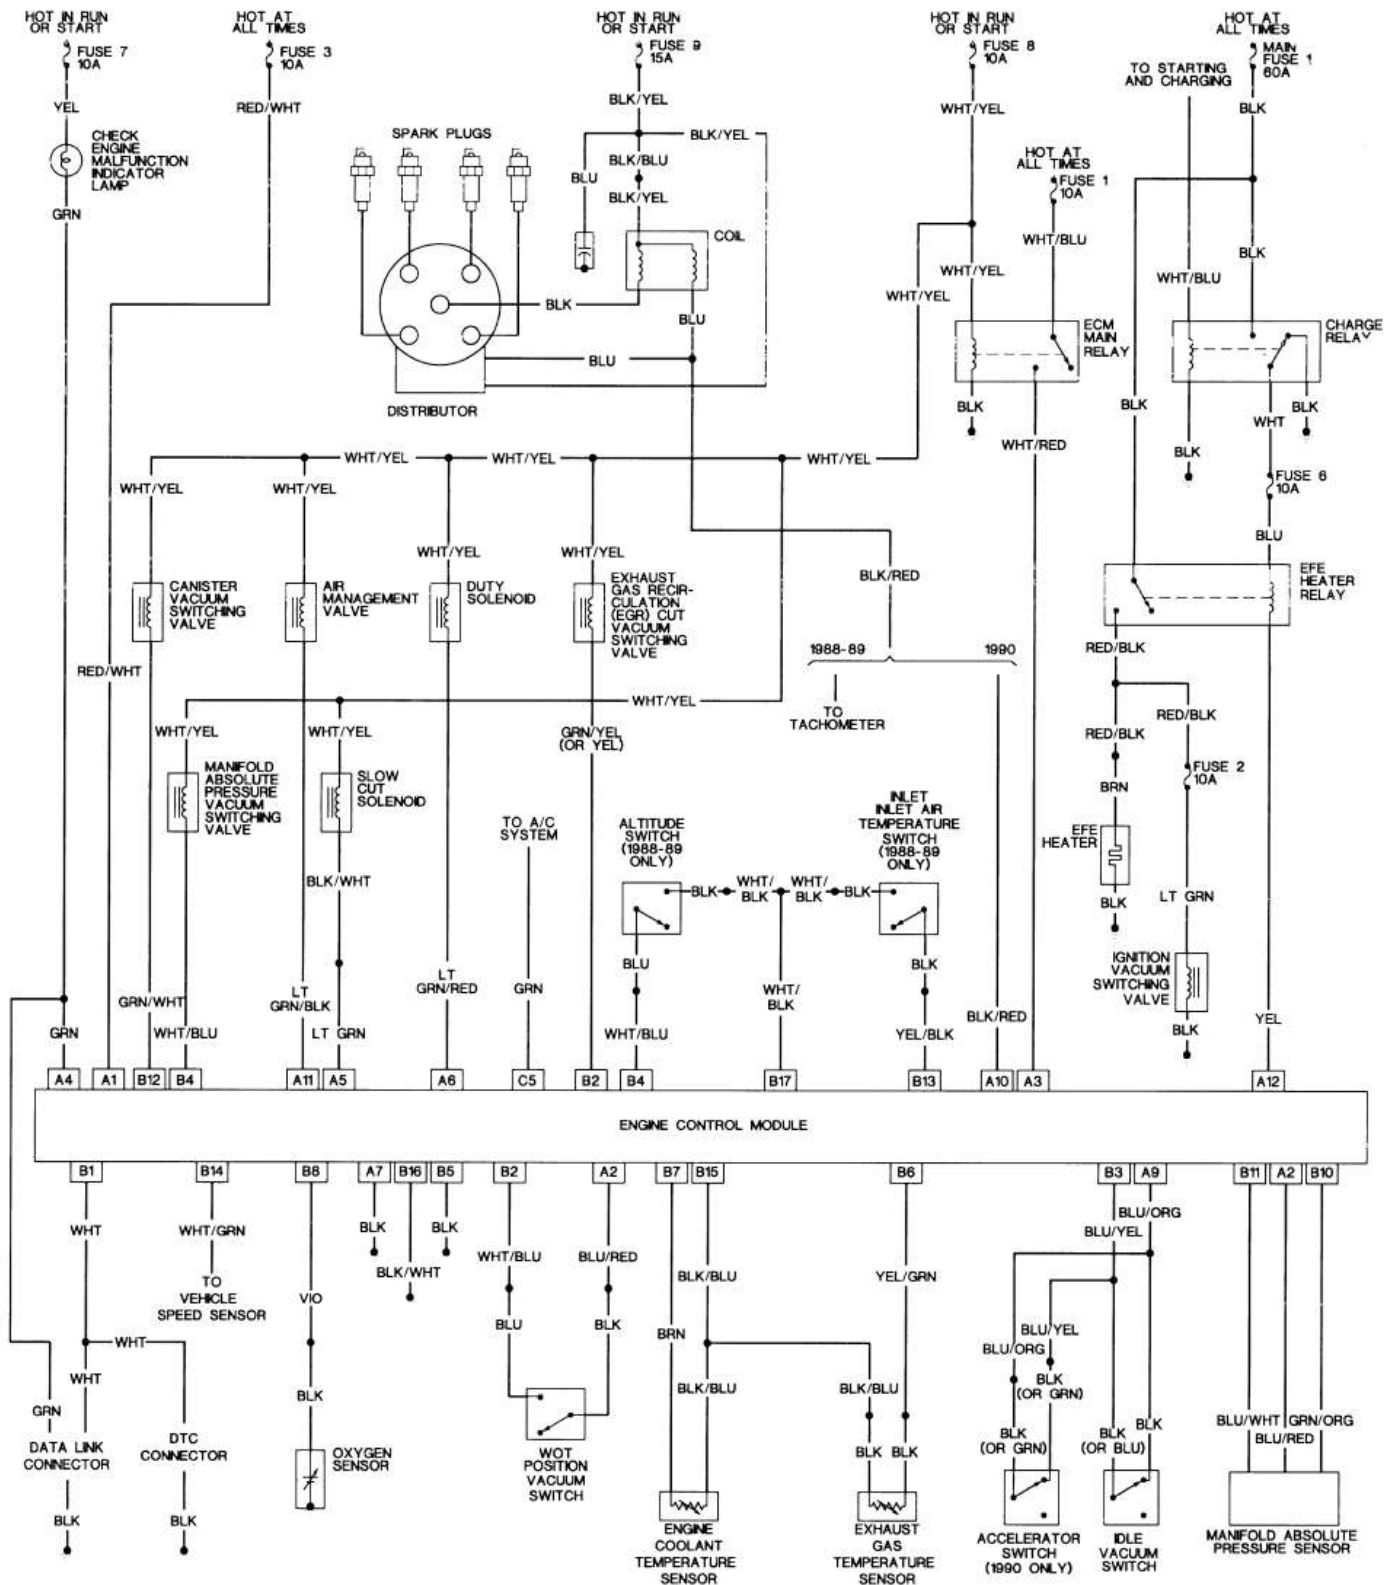 HOT IN RUN
OR START
FUSE 7
10A
YEL
CHECK
ENGINE
MALFUNCTION
INDICATOR
LAMP
GRN
HOT AT
ALL TIMES
FUSE 3
10A
RED/WHT
HOT IN RUN
OR START
FUSE 9
15A
BLK/YEL
BLK/YEL
BLK/BLU
BLU
BLK/YEL
SPARK PLUGS
COIL
BLK
BLU
BLU
DISTRIBUTOR
HOT IN RUN
OR START
FUSE 8
10A
WHT/YEL
HOT AT
ALL TIMES
FUSE 1
10A
WHT/BLU
WHT/YEL
WHT/YEL
ECM
MAIN
RELAY
BLK
WHT/RED
TO STARTING
AND CHARGING
HOT AT
ALL TIMES
MAIN
FUSE 1
60A
BLK
BLK
WHT/BLU
CHARGE
RELAY
BLK
WHT
BLK
BLK
FUSE 6
10A
BLU
EFE
HEATER
RELAY
WHT/YEL
WHT/YEL
WHT/YEL
WHT/YEL
WHT/YEL
WHT/YEL
WHT/YEL
CANISTER
VACUUM
SWITCHING
VALVE
AIR
MANAGEMENT
VALVE
DUTY
SOLENOID
EXHAUST
GAS RECIR-
CULATION
(EGR) CUT
VACUUM
SWITCHING
VALVE
BLK/RED
1988-89
1990
TO
TACHOMETER
RED/WHT
WHT/YEL
WHT/YEL
WHT/YEL
GRN/YEL
(OR YEL)
MANIFOLD
ABSOLUTE
PRESSURE
VACUUM
SWITCHING
VALVE
SLOW
CUT
SOLENOID
RED/BLK
RED/BLK
RED/BLK
FUSE 2
10A
BRN
EFE
HEATER
BLK
LT GRN
IGNITION
VACUUM
SWITCHING
VALVE
BLK
YEL
TO A/C
SYSTEM
ALTITUDE
SWITCH
(1988-89
ONLY)
INLET
INLET AIR
TEMPERATURE
SWITCH
(1988-89
ONLY)
BLK
WHT/
BLK
WHT/
BLK
BLK
BLK/WHT
BLU
BLK
GRN
GRN/WHT
WHT/BLU
LT
GRN/BLK
LT GRN
LT
GRN/RED
GRN
WHT/BLU
WHT/
BLK
YEL/BLK
BLK/RED
A4 A1 B12 B4 A11 A5 A6 C5 B2 B4 B17 B13 A10 A3 A12
ENGINE CONTROL MODULE
B1 B14 B8 A7 B16 B5 B2 A2 B7 B15 B6 B3 A9 B11 A2 B10
WHT
WHT/GRN
TO
VEHICLE
SPEED SENSOR
VIO
BLK
BLK/WHT
BLK
WHT/BLU
BLU/RED
BLU
BLK
BRN
BLK/BLU
BLK/BLU
YEL/GRN
BLK/BLU
BLK
BLK
BLU/ORG
BLU/YEL
BLU/YEL
BLU/ORG
BLK
(OR GRN)
BLK
(OR GRN)
BLK
(OR BLU)
BLK
BLU/WHT
GRN/ORG
BLU/RED
WHT
WHT
GRN
DATA LINK
CONNECTOR
DTC
CONNECTOR
BLK
BLK
BLK
OXYGEN
SENSOR
WOT
POSITION
VACUUM
SWITCH
ENGINE
COOLANT
TEMPERATURE
SENSOR
EXHAUST
GAS
TEMPERATURE
SENSOR
ACCELERATOR
SWITCH
(1990 ONLY)
IDLE
VACUUM
SWITCH
MANIFOLD ABSOLUTE
PRESSURE SENSOR